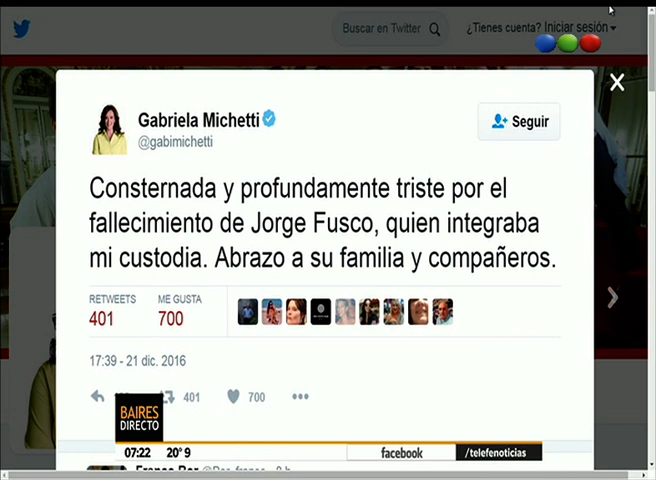 Buscar en Twitter
¿Tienes cuenta? Iniciar sesión
Gabriela Michetti
@gabimichetti
Seguir
Consternada y profundamente triste por el
fallecimiento de Jorge Fusco, quien integraba
mi custodia. Abrazo a su familia y compañeros.
RETWEETS ME GUSTA
401 700
17:39 - 21 dic. 2016
401 700
BAIRES
DIRECTO
07:22 20°9 facebook /telefenoticias